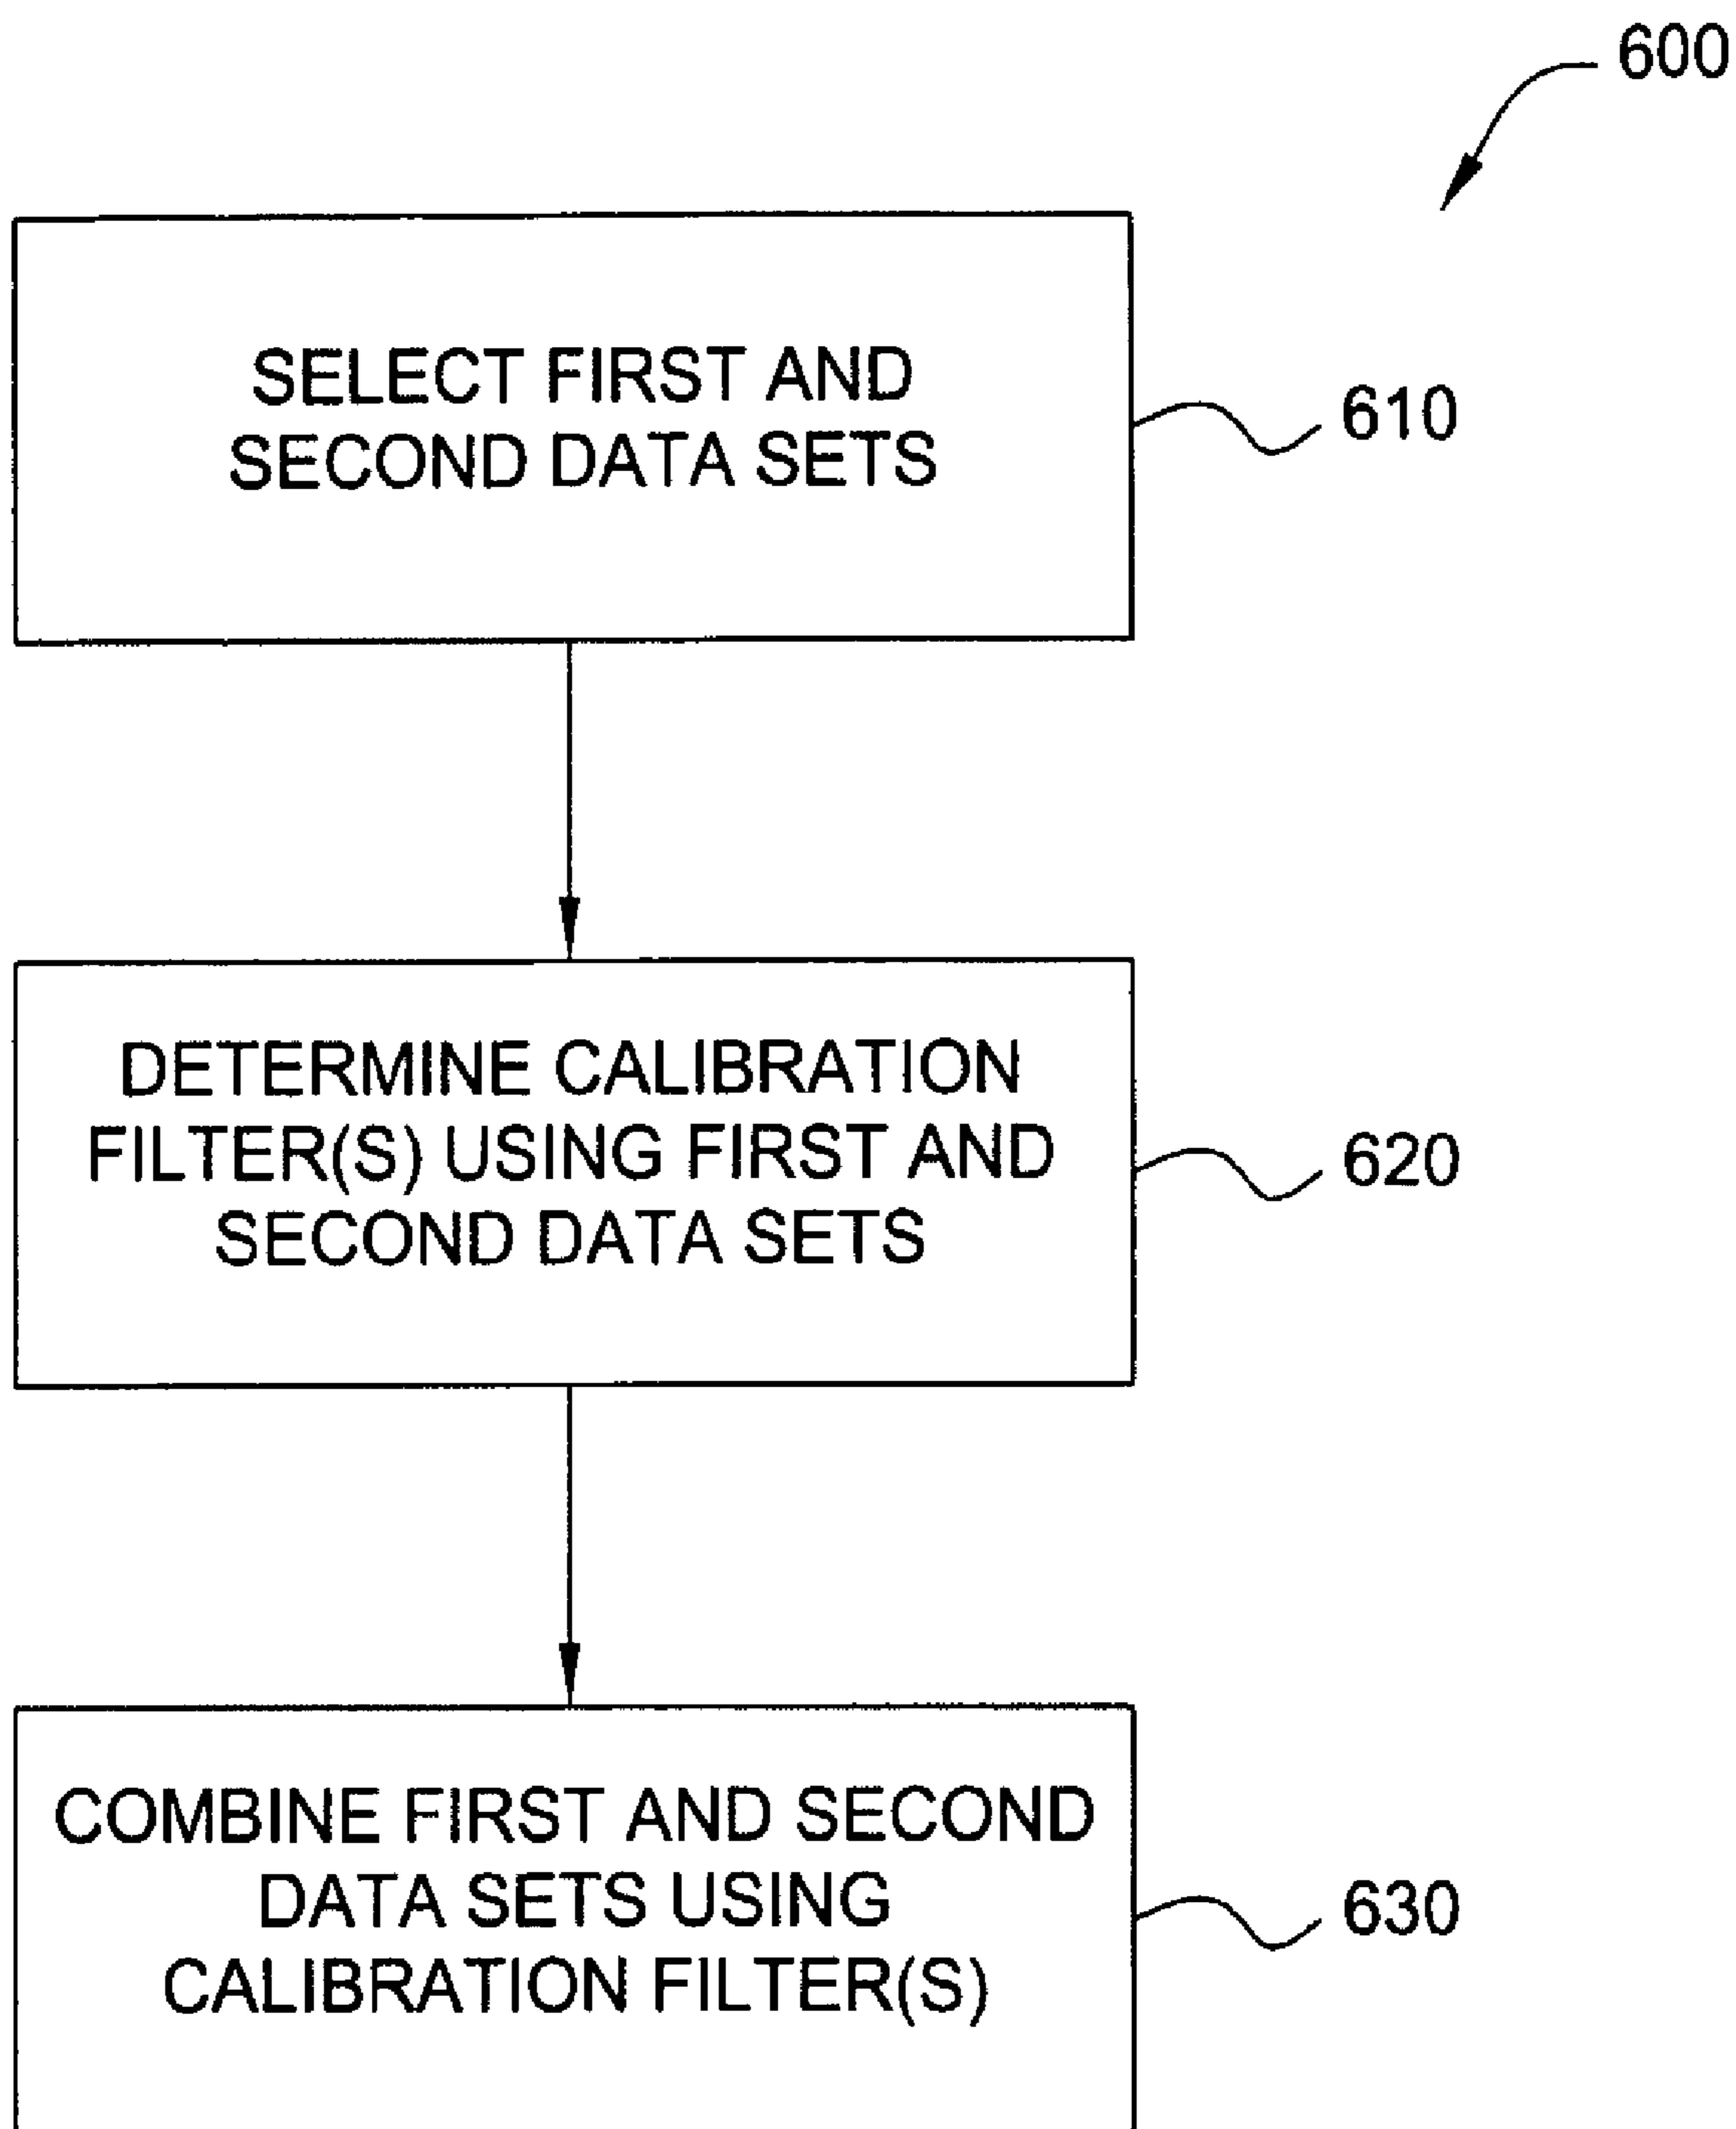 600
SELECT FIRST AND
SECOND DATA SETS
610
DETERMINE CALIBRATION
FILTER(S) USING FIRST AND
SECOND DATA SETS
620
COMBINE FIRST AND SECOND
DATA SETS USING
CALIBRATION FILTER(S)
630